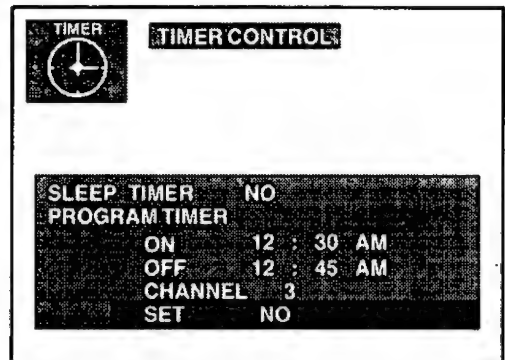 TIMER
TIMER CONTROL
SLEEP TIMER NO
PROGRAM TIMER
ON 12 : 30 AM
OFF 12 : 45 AM
CHANNEL 3
SET NO